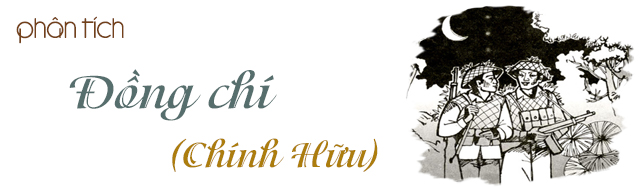 phân tích
Đồng chí
(Chính Hữu)